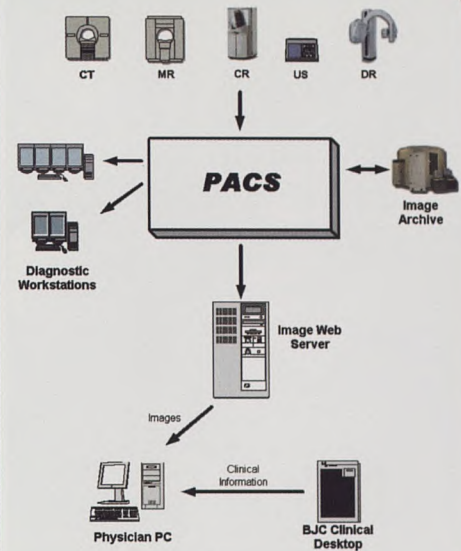 CT
MR
CR
US
DR
PACS
Image
Archive
Diagnostic
Workstations
Image Web
Server
Images
Clinical
Information
Physician PC
BJC Clinical
Desktop